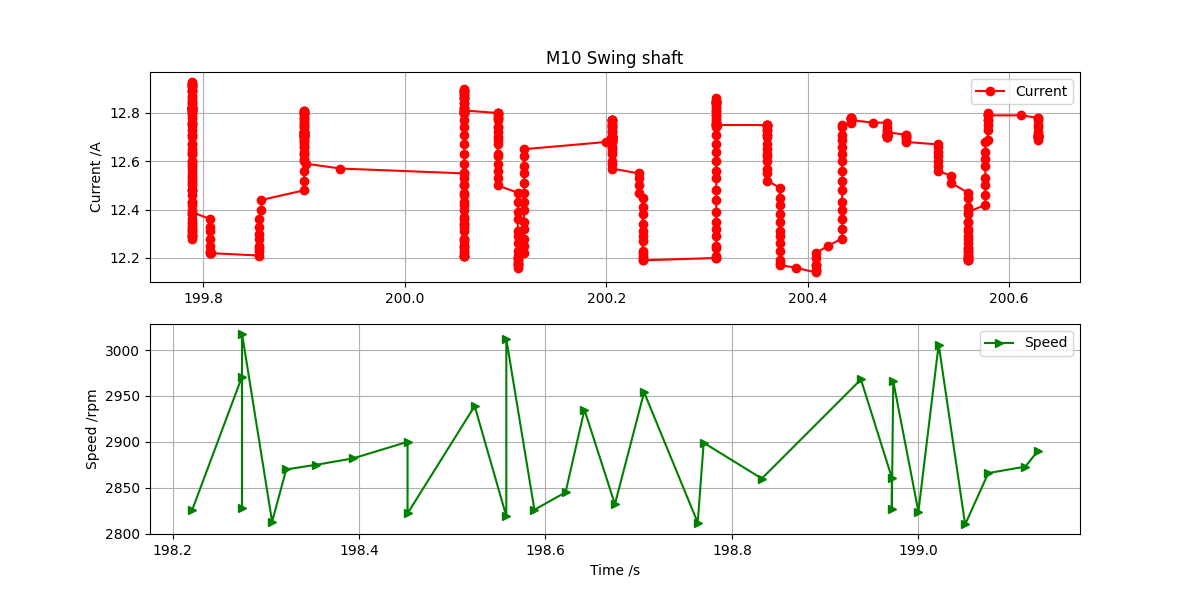 M10 Swing shaft
Current /A
12.8
12.6
12.4
12.2
Current
199.8 200.0 200.2 200.4 200.6
Speed /rpm
3000
2950
2900
2850
2800
Speed
198.2 198.4 198.6 198.8 199.0
Time /s